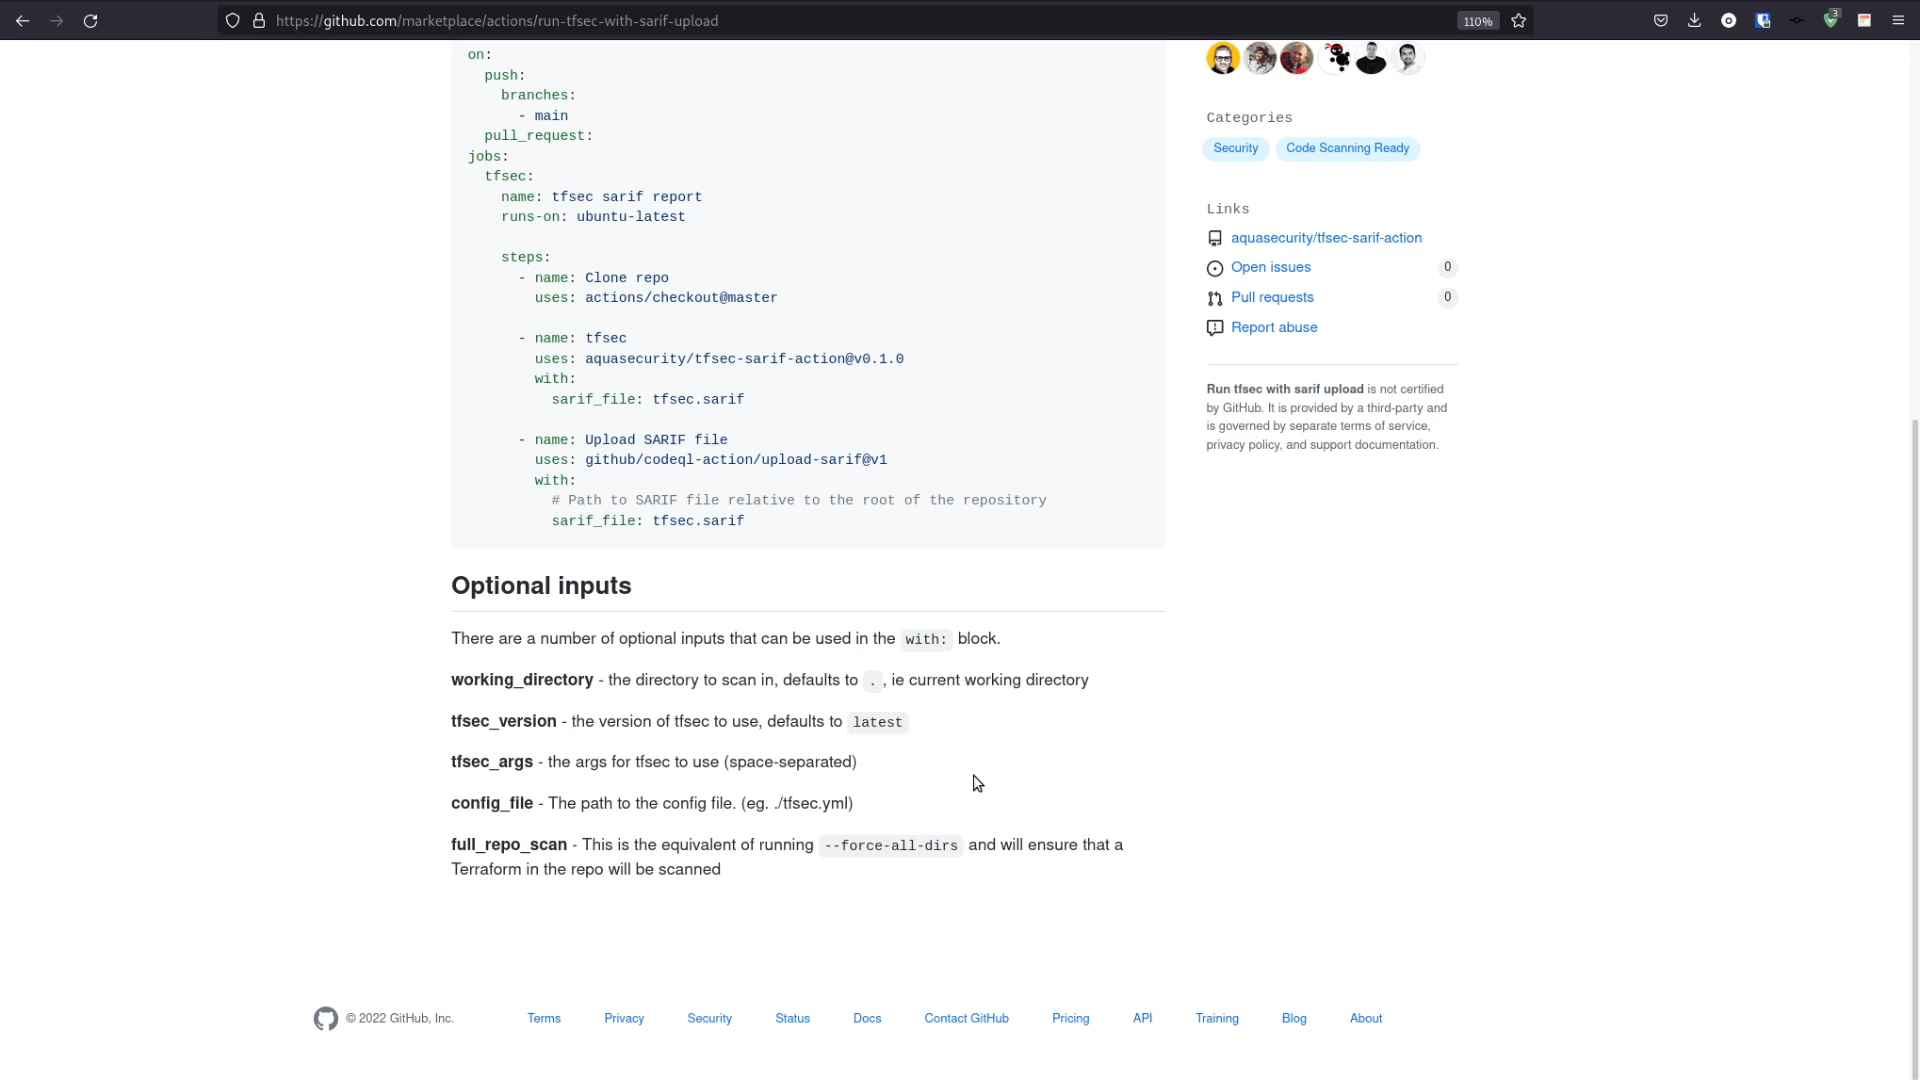 https://github.com/marketplace/actions/run-tfsec-with-sarif-upload
110%
3
on:
push:
branches:
- main
pull_request:
jobs:
tfsec:
name: tfsec sarif report
runs-on: ubuntu-latest
steps:
- name: Clone repo
uses: actions/checkout@master
- name: tfsec
uses: aquasecurity/tfsec-sarif-action@v0.1.0
with:
sarif_file: tfsec.sarif
- name: Upload SARIF file
uses: github/codeql-action/upload-sarif@v1
with:
# Path to SARIF file relative to the root of the repository
sarif_file: tfsec.sarif
Optional inputs
There are a number of optional inputs that can be used in the with: block.
working_directory - the directory to scan in, defaults to . , ie current working directory
tfsec_version - the version of tfsec to use, defaults to latest
tfsec_args - the args for tfsec to use (space-separated)
config_file - The path to the config file. (eg. ./tfsec.yml)
full_repo_scan - This is the equivalent of running --force-all-dirs and will ensure that a
Terraform in the repo will be scanned
Categories
Security Code Scanning Ready
Links
aquasecurity/tfsec-sarif-action
Open issues 0
Pull requests 0
Report abuse
Run tfsec with sarif upload is not certified
by GitHub. It is provided by a third-party and
is governed by separate terms of service,
privacy policy, and support documentation.
© 2022 GitHub, Inc. Terms Privacy Security Status Docs Contact GitHub Pricing API Training Blog About